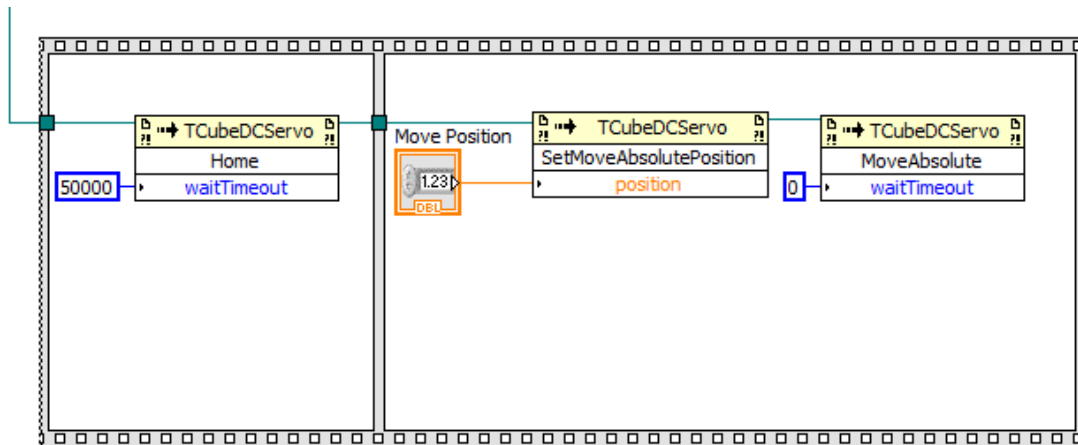 TCubeDCServo
Home
50000
waitTimeout
Move Position
1.23
DBL
TCubeDCServo
SetMoveAbsolutePosition
position
TCubeDCServo
MoveAbsolute
0
waitTimeout